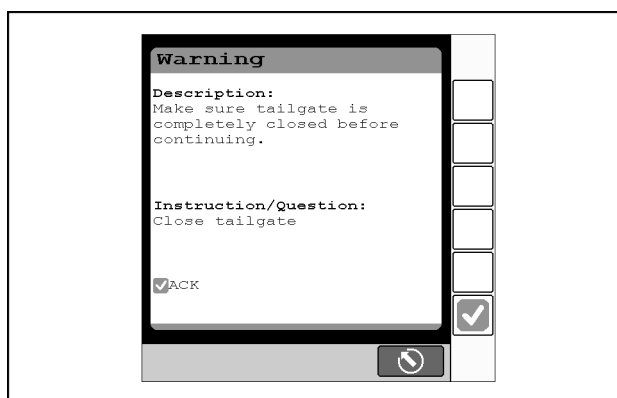 Warning
Description:
Make sure tailgate is
completely closed before
continuing.
Instruction/Question:
Close tailgate
ACK